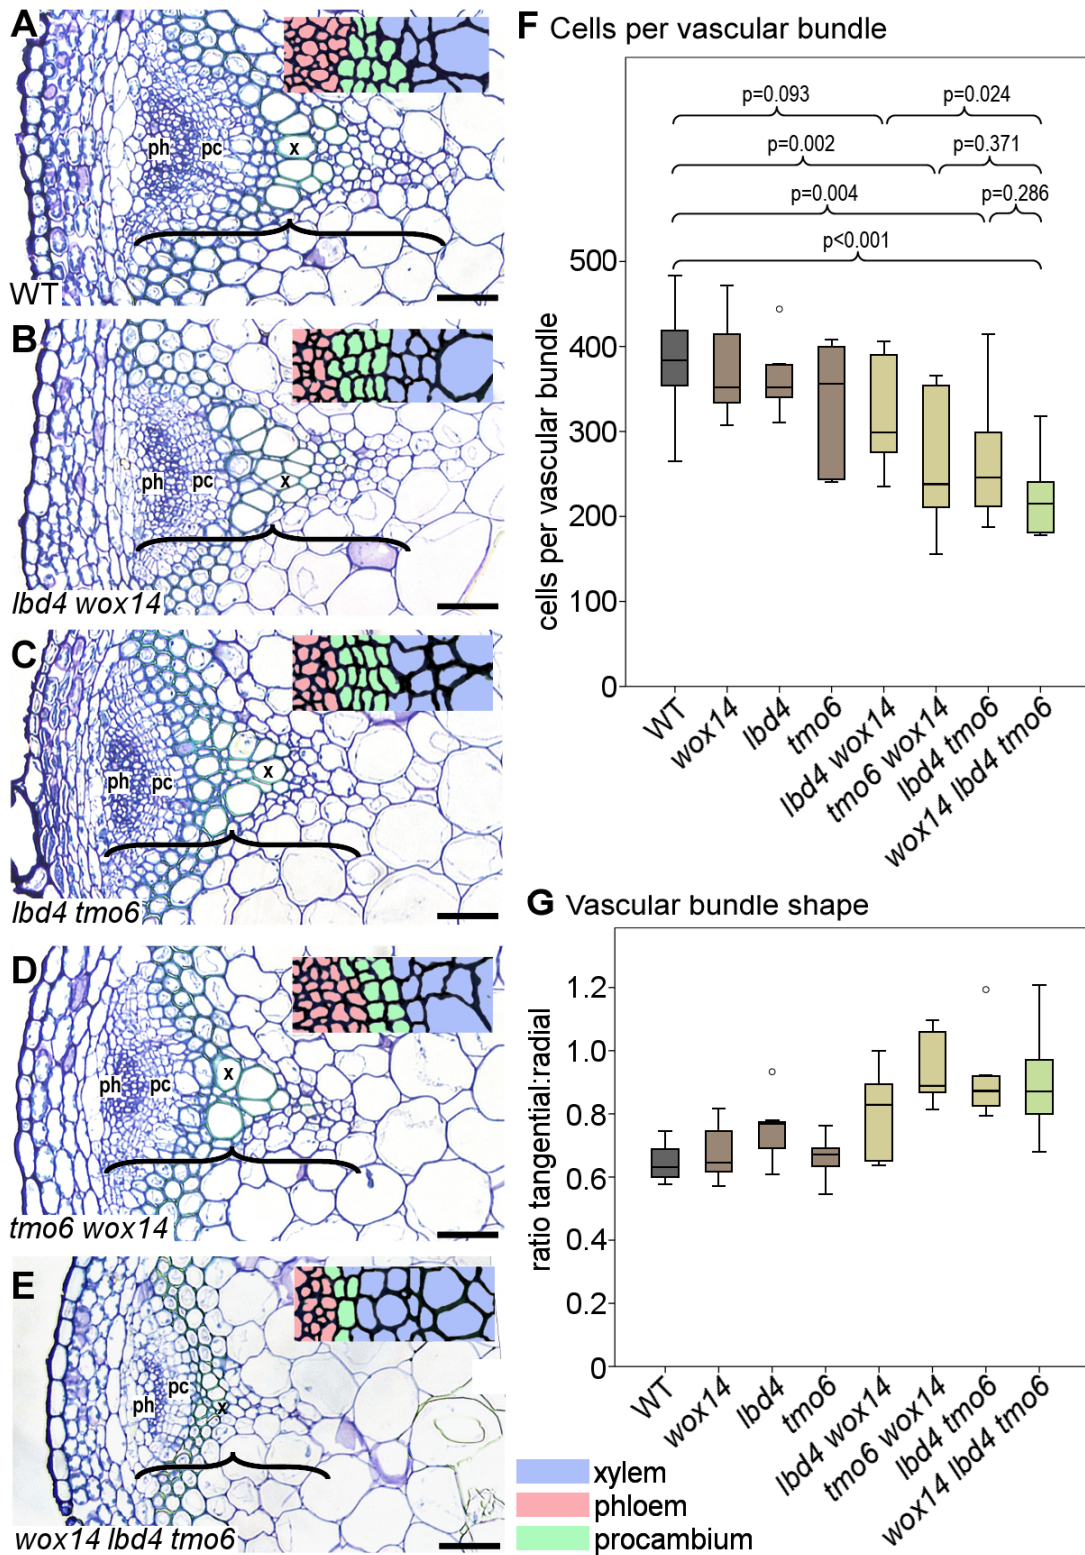 A
ph
pc
x
WT
B
ph
pc
x
lbd4 wox14
C
ph
pc
x
lbd4 tmo6
D
ph
pc
x
tmo6 wox14
E
ph
pc
x
wox14 lbd4 tmo6
F Cells per vascular bundle
p=0.093
p=0.024
p=0.002
p=0.371
p=0.004
p=0.286
p<0.001
500
400
300
200
100
0
cells per vascular bundle
WT
wox14
lbd4
tmo6
lbd4 wox14
tmo6 wox14
lbd4 tmo6
wox14 lbd4 tmo6
G Vascular bundle shape
1.2
1.0
0.8
0.6
0.4
0.2
0
ratio tangential:radial
WT
wox14
lbd4
tmo6
lbd4 wox14
tmo6 wox14
lbd4 tmo6
wox14 lbd4 tmo6
xylem
phloem
procambium